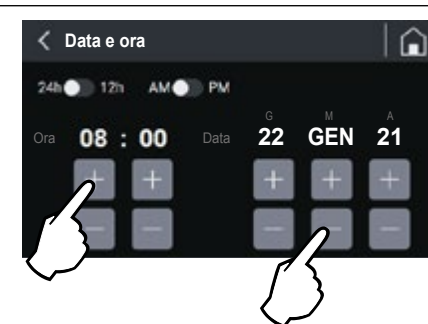 Data e ora
24h 12h AM PM
G M A
Ora 08 : 00 Data 22 GEN 21
+ + + + +
− − − − −